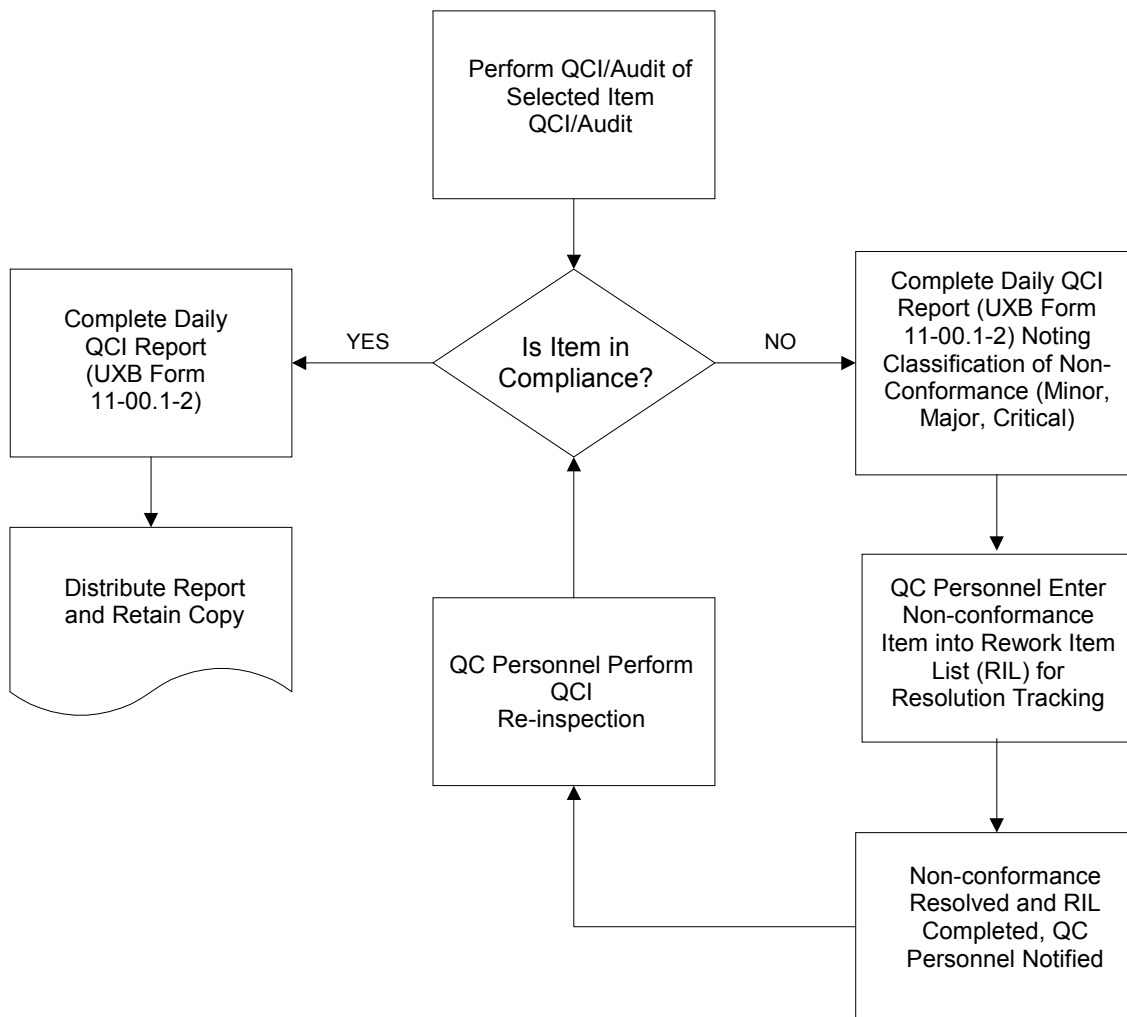 Perform QCI/Audit of
Selected Item
QCI/Audit
Complete Daily
QCI Report
(UXB Form
11-00.1-2)
YES
Is Item in
Compliance?
NO
Complete Daily QCI
Report (UXB Form
11-00.1-2) Noting
Classification of Non-
Conformance (Minor,
Major, Critical)
Distribute Report
and Retain Copy
QC Personnel Perform
QCI
Re-inspection
QC Personnel Enter
Non-conformance
Item into Rework Item
List (RIL) for
Resolution Tracking
Non-conformance
Resolved and RIL
Completed, QC
Personnel Notified